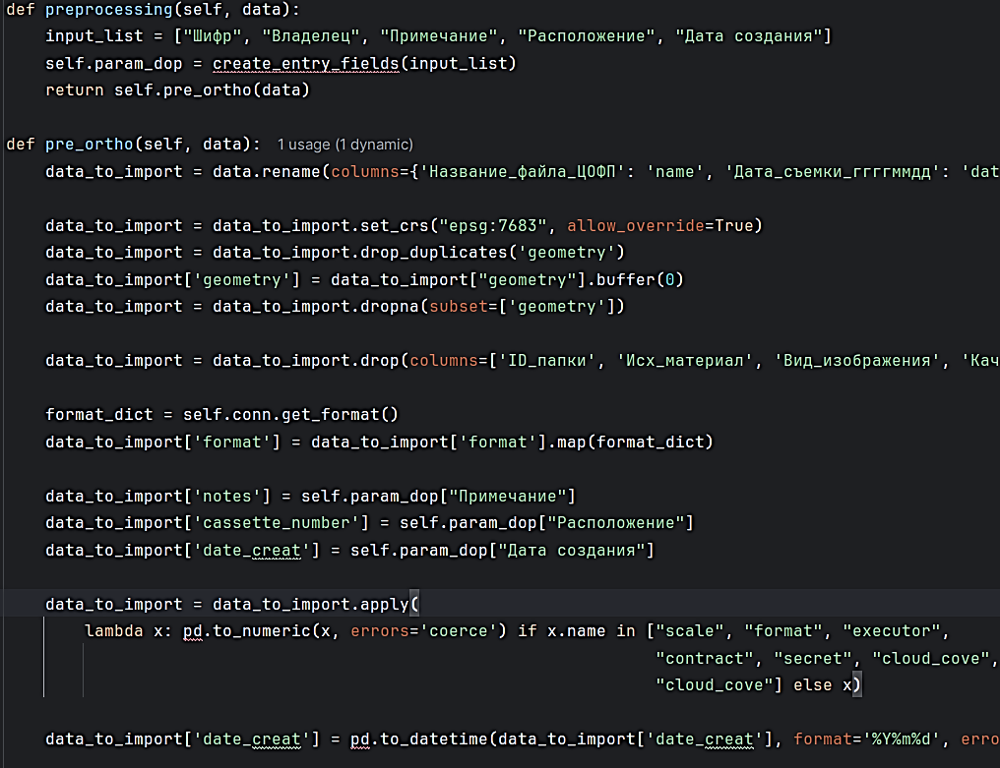 def preprocessing(self, data):
input_list = ["Шифр", "Владелец", "Примечание", "Расположение", "Дата создания"]
self.param_dop = create_entry_fields(input_list)
return self.pre_ortho(data)
def pre_ortho(self, data): 1 usage (1 dynamic)
data_to_import = data.rename(columns={'Название_файла_ЦОФП': 'name', 'Дата_съемки_ггггммдд': 'dat
data_to_import = data_to_import.set_crs("epsg:7683", allow_override=True)
data_to_import = data_to_import.drop_duplicates('geometry')
data_to_import['geometry'] = data_to_import["geometry"].buffer(0)
data_to_import = data_to_import.dropna(subset=['geometry'])
data_to_import = data_to_import.drop(columns=['ID_папки', 'Исх_материал', 'Вид_изображения', 'Кач
format_dict = self.conn.get_format()
data_to_import['format'] = data_to_import['format'].map(format_dict)
data_to_import['notes'] = self.param_dop["Примечание"]
data_to_import['cassette_number'] = self.param_dop["Расположение"]
data_to_import['date_creat'] = self.param_dop["Дата создания"]
data_to_import = data_to_import.apply(
lambda x: pd.to_numeric(x, errors='coerce') if x.name in ["scale", "format", "executor",
"contract", "secret", "cloud_cove",
"cloud_cove"] else x)
data_to_import['date_creat'] = pd.to_datetime(data_to_import['date_creat'], format='%Y%m%d', erro